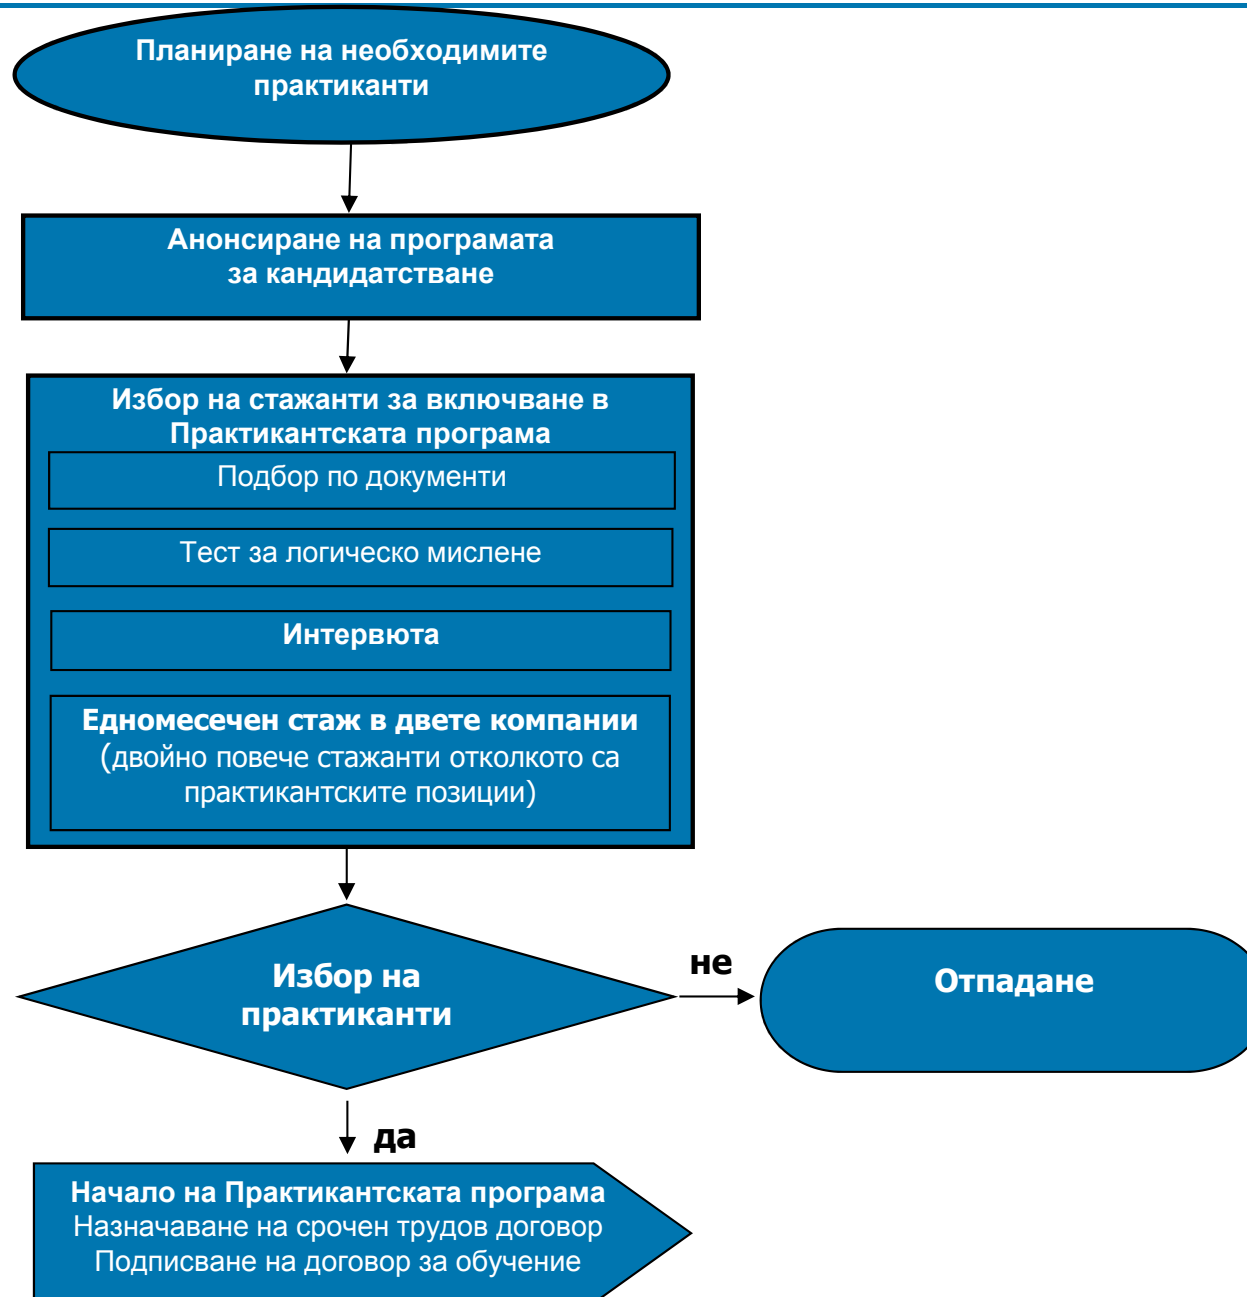 Планиране на необходимите
практиканти
Анонсиране на програмата
за кандидатстване
Избор на стажанти за включване в
Практикантската програма
Подбор по документи
Тест за логическо мислене
Интервюта
Едномесечен стаж в двете компании
(двойно повече стажанти отколкото са
практикантските позиции)
Избор на
практиканти
не
Отпадане
да
Начало на Практикантската програма
Назначаване на срочен трудов договор
Подписване на договор за обучение